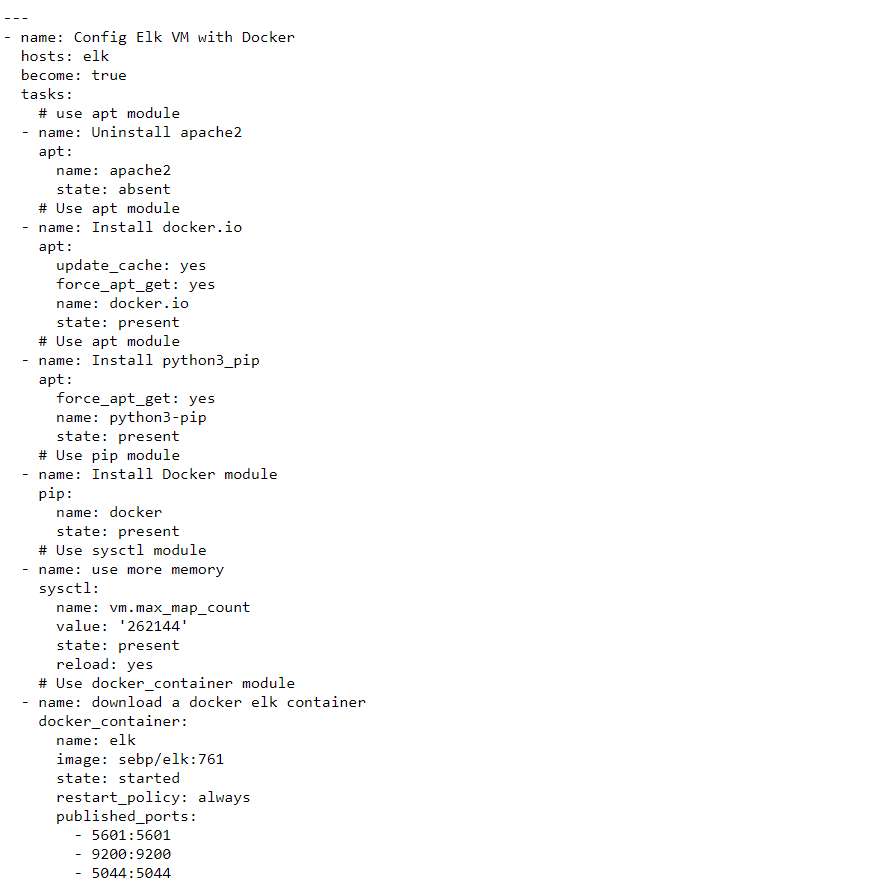 ---
- name: Config Elk VM with Docker
  hosts: elk
  become: true
  tasks:
    # use apt module
  - name: Uninstall apache2
    apt:
      name: apache2
      state: absent
    # Use apt module
  - name: Install docker.io
    apt:
      update_cache: yes
      force_apt_get: yes
      name: docker.io
      state: present
    # Use apt module
  - name: Install python3_pip
    apt:
      force_apt_get: yes
      name: python3-pip
      state: present
    # Use pip module
  - name: Install Docker module
    pip:
      name: docker
      state: present
    # Use sysctl module
  - name: use more memory
    sysctl:
      name: vm.max_map_count
      value: '262144'
      state: present
      reload: yes
    # Use docker_container module
  - name: download a docker elk container
    docker_container:
      name: elk
      image: sebp/elk:761
      state: started
      restart_policy: always
      published_ports:
        - 5601:5601
        - 9200:9200
        - 5044:5044